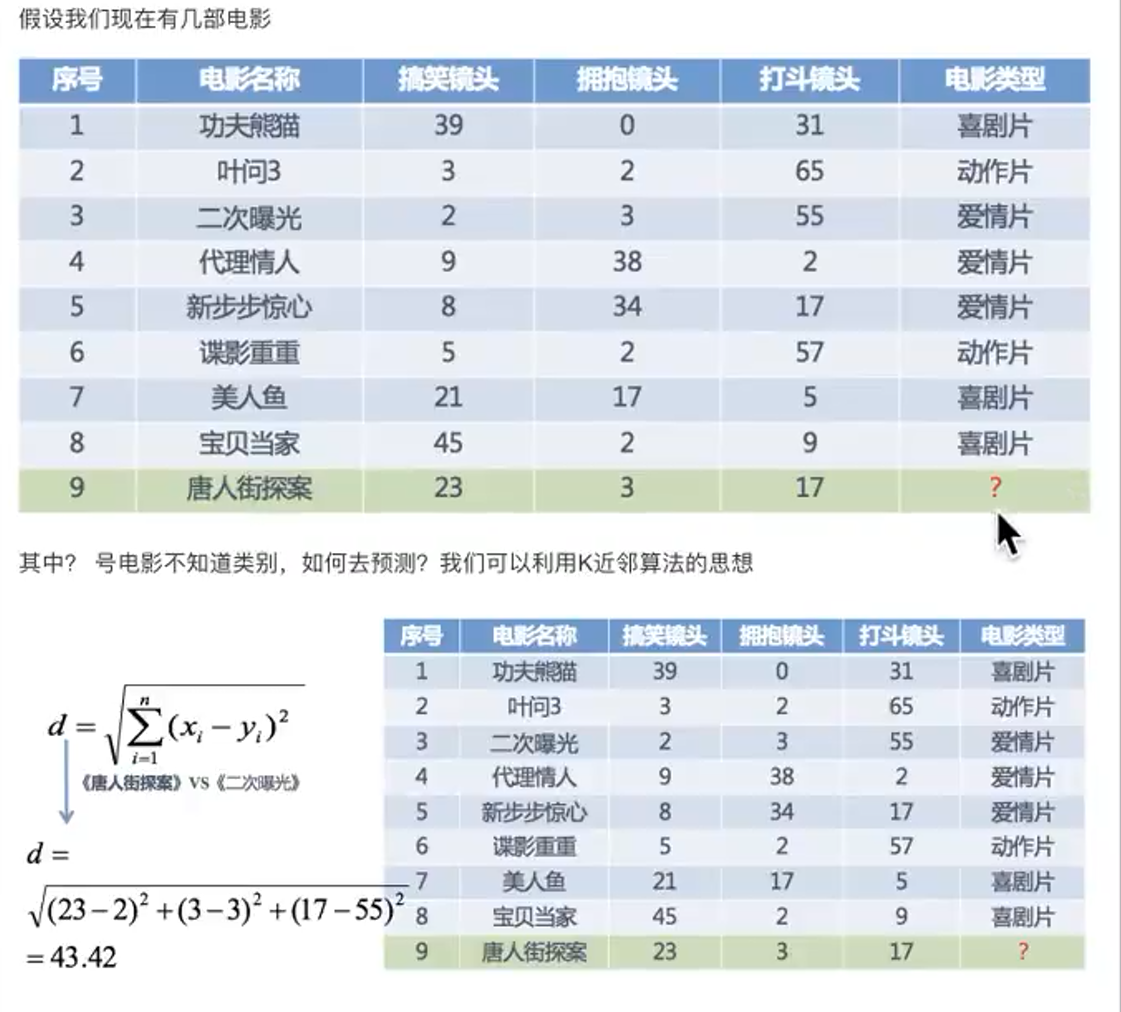 假设我们现在有几部电影
序号 电影名称 搞笑镜头 拥抱镜头 打斗镜头 电影类型
1 功夫熊猫 39 0 31 喜剧片
2 叶问3 3 2 65 动作片
3 二次曝光 2 3 55 爱情片
4 代理情人 9 38 2 爱情片
5 新步步惊心 8 34 17 爱情片
6 谍影重重 5 2 57 动作片
7 美人鱼 21 17 5 喜剧片
8 宝贝当家 45 2 9 喜剧片
9 唐人街探案 23 3 17 ?
其中? 号电影不知道类别，如何去预测? 我们可以利用K近邻算法的思想
d = √∑(x_i − y_i)² n i=1
《唐人街探案》VS《二次曝光》
d =
√(23 − 2)² + (3 − 3)² + (17 − 55)²
= 43.42
序号 电影名称 搞笑镜头 拥抱镜头 打斗镜头 电影类型
1 功夫熊猫 39 0 31 喜剧片
2 叶问3 3 2 65 动作片
3 二次曝光 2 3 55 爱情片
4 代理情人 9 38 2 爱情片
5 新步步惊心 8 34 17 爱情片
6 谍影重重 5 2 57 动作片
7 美人鱼 21 17 5 喜剧片
8 宝贝当家 45 2 9 喜剧片
9 唐人街探案 23 3 17 ?